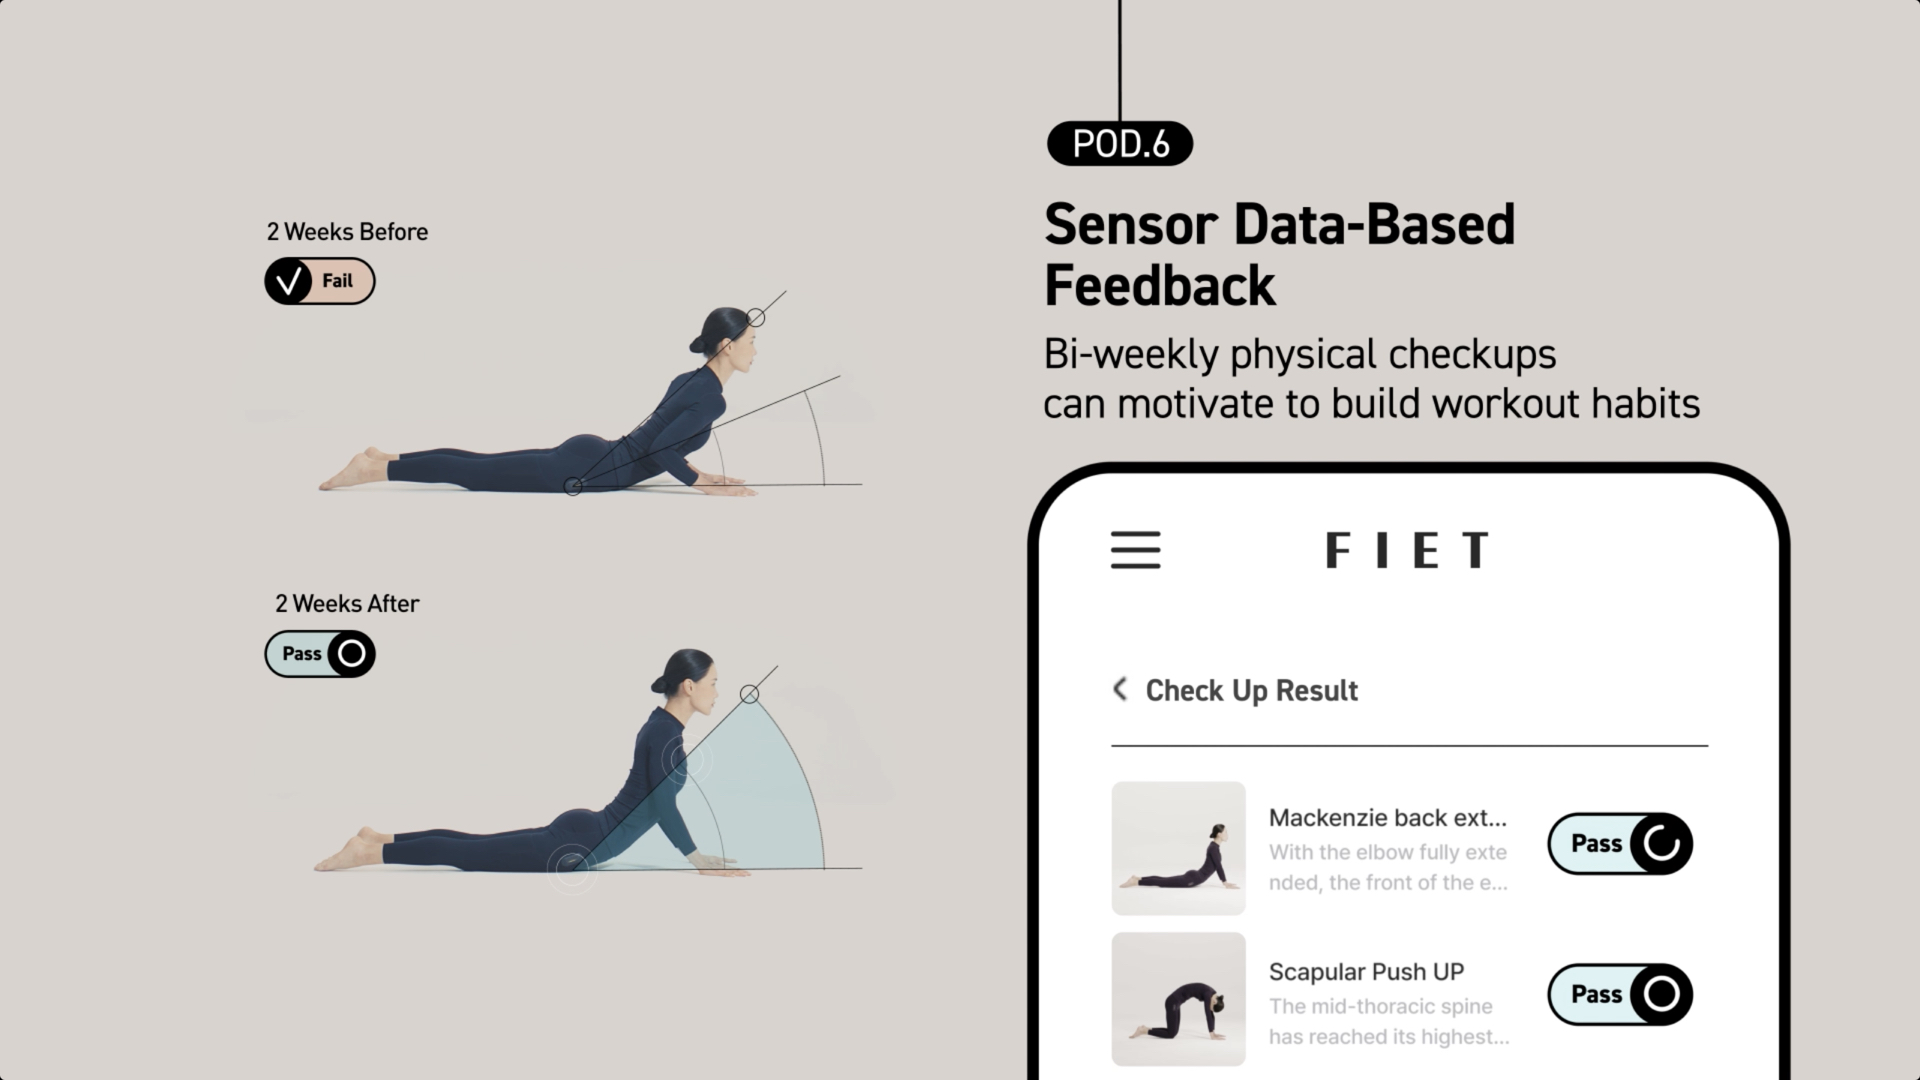 2 Weeks Before
Fail
2 Weeks After
Pass
POD.6
Sensor Data-Based
Feedback
Bi-weekly physical checkups
can motivate to build workout habits
FIET
Check Up Result
Mackenzie back ext...
With the elbow fully exte
nded, the front of the e...
Pass
Scapular Push UP
The mid-thoracic spine
has reached its highest...
Pass